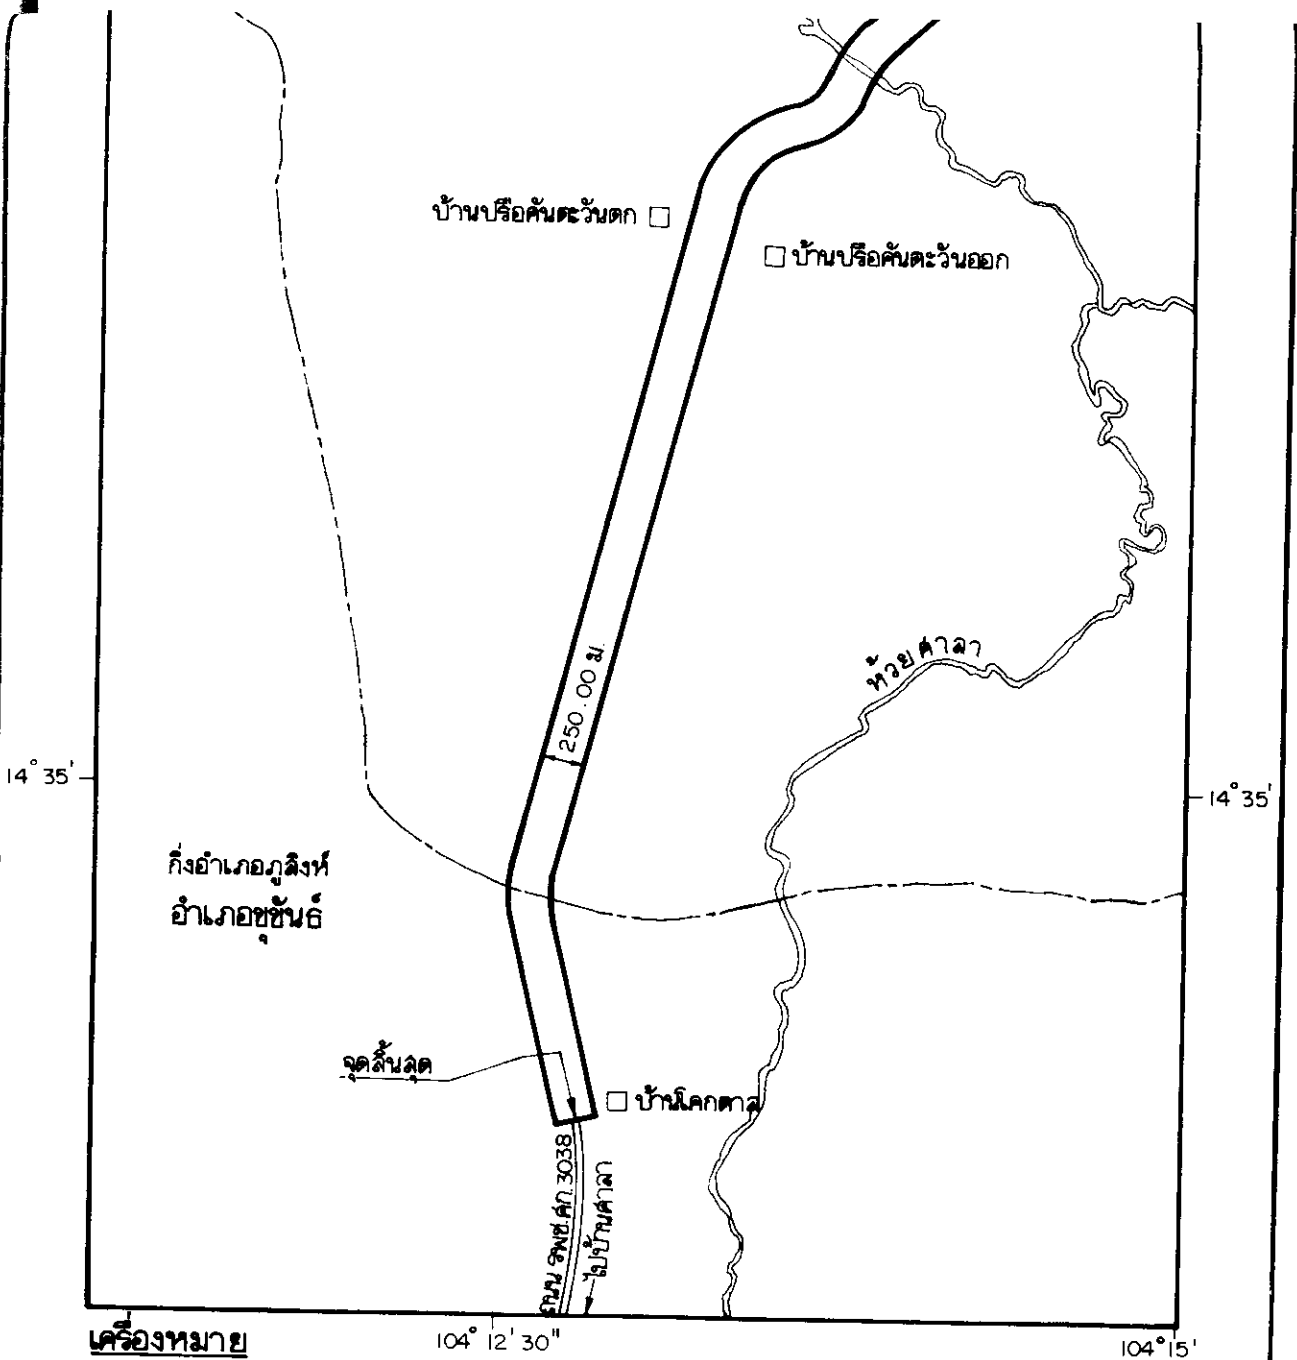 บ้านปรือคันตะวันตก
บ้านปรือคันตะวันออก
ห้วยศาลา
250.00 ม.
14°35'
14°35'
กิ่งอำเภอภูสิงห์
อำเภอขุขันธ์
จุดสิ้นสุด
บ้านโคกตาล
ถนน รพช.ศก.3038
ไปบ้านศาลา
เครื่องหมาย
104°12'30"
104°15'